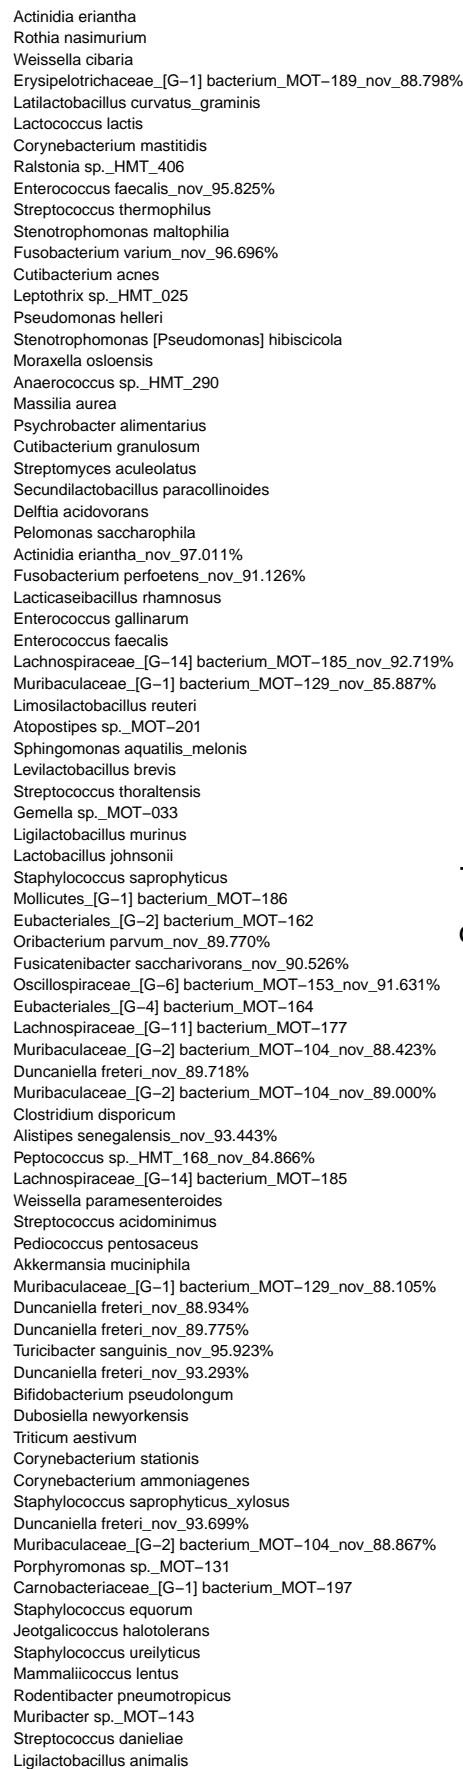 Actinidia eriantha
Rothia nasimurium
Weissella cibaria
Erysipelotrichaceae_[G−1] bacterium_MOT−189_nov_88.798%
Latilactobacillus curvatus_graminis
Lactococcus lactis
Corynebacterium mastitidis
Ralstonia sp._HMT_406
Enterococcus faecalis_nov_95.825%
Streptococcus thermophilus
Stenotrophomonas maltophilia
Fusobacterium varium_nov_96.696%
Cutibacterium acnes
Leptothrix sp._HMT_025
Pseudomonas helleri
Stenotrophomonas [Pseudomonas] hibiscicola
Moraxella osloensis
Anaerococcus sp._HMT_290
Massilia aurea
Psychrobacter alimentarius
Cutibacterium granulosum
Streptomyces aculeolatus
Secundilactobacillus paracollinoides
Delftia acidovorans
Pelomonas saccharophila
Actinidia eriantha_nov_97.011%
Fusobacterium perfoetens_nov_91.126%
Lacticaseibacillus rhamnosus
Enterococcus gallinarum
Enterococcus faecalis
Lachnospiraceae_[G−14] bacterium_MOT−185_nov_92.719%
Muribaculaceae_[G−1] bacterium_MOT−129_nov_85.887%
Limosilactobacillus reuteri
Atopostipes sp._MOT−201
Sphingomonas aquatilis_melonis
Levilactobacillus brevis
Streptococcus thoraltensis
Gemella sp._MOT−033
Ligilactobacillus murinus
Lactobacillus johnsonii
Staphylococcus saprophyticus
Mollicutes_[G−1] bacterium_MOT−186
Eubacteriales_[G−2] bacterium_MOT−162
Oribacterium parvum_nov_89.770%
Fusicatenibacter saccharivorans_nov_90.526%
Oscillospiraceae_[G−6] bacterium_MOT−153_nov_91.631%
Eubacteriales_[G−4] bacterium_MOT−164
Lachnospiraceae_[G−11] bacterium_MOT−177
Muribaculaceae_[G−2] bacterium_MOT−104_nov_88.423%
Duncaniella freteri_nov_89.718%
Muribaculaceae_[G−2] bacterium_MOT−104_nov_89.000%
Clostridium disporicum
Alistipes senegalensis_nov_93.443%
Peptococcus sp._HMT_168_nov_84.866%
Lachnospiraceae_[G−14] bacterium_MOT−185
Weissella paramesenteroides
Streptococcus acidominimus
Pediococcus pentosaceus
Akkermansia muciniphila
Muribaculaceae_[G−1] bacterium_MOT−129_nov_88.105%
Duncaniella freteri_nov_88.934%
Duncaniella freteri_nov_89.775%
Turicibacter sanguinis_nov_95.923%
Duncaniella freteri_nov_93.293%
Bifidobacterium pseudolongum
Dubosiella newyorkensis
Triticum aestivum
Corynebacterium stationis
Corynebacterium ammoniagenes
Staphylococcus saprophyticus_xylosus
Duncaniella freteri_nov_93.699%
Muribaculaceae_[G−2] bacterium_MOT−104_nov_88.867%
Porphyromonas sp._MOT−131
Carnobacteriaceae_[G−1] bacterium_MOT−197
Staphylococcus equorum
Jeotgalicoccus halotolerans
Staphylococcus ureilyticus
Mammaliicoccus lentus
Rodentibacter pneumotropicus
Muribacter sp._MOT−143
Streptococcus danieliae
Ligilactobacillus animalis